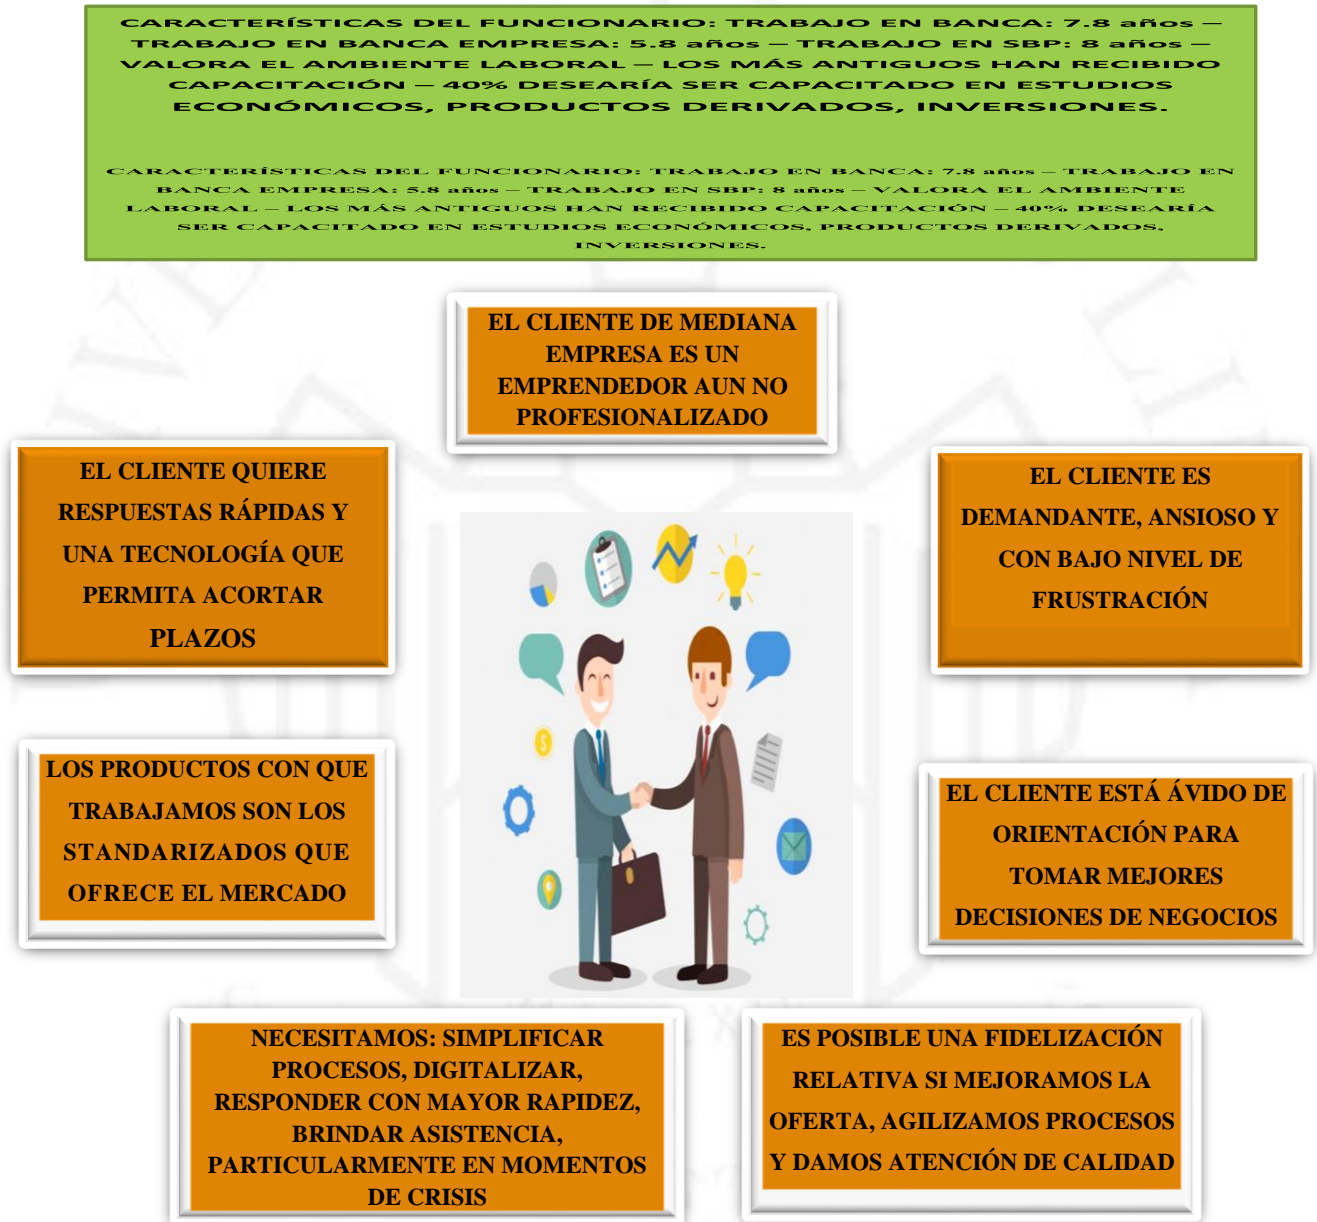 CARACTERÍSTICAS DEL FUNCIONARIO: TRABAJO EN BANCA: 7.8 años –
TRABAJO EN BANCA EMPRESA: 5.8 años – TRABAJO EN SBP: 8 años –
VALORA EL AMBIENTE LABORAL – LOS MÁS ANTIGUOS HAN RECIBIDO
CAPACITACIÓN – 40% DESEARÍA SER CAPACITADO EN ESTUDIOS
ECONÓMICOS, PRODUCTOS DERIVADOS, INVERSIONES.
CARACTERÍSTICAS DEL FUNCIONARIO: TRABAJO EN BANCA: 7.8 años – TRABAJO EN
BANCA EMPRESA: 5.8 años – TRABAJO EN SBP: 8 años – VALORA EL AMBIENTE
LABORAL – LOS MÁS ANTIGUOS HAN RECIBIDO CAPACITACIÓN – 40% DESEARÍA
SER CAPACITADO EN ESTUDIOS ECONÓMICOS, PRODUCTOS DERIVADOS,
INVERSIONES.
EL CLIENTE DE MEDIANA
EMPRESA ES UN
EMPRENDEDOR AUN NO
PROFESIONALIZADO
EL CLIENTE QUIERE
RESPUESTAS RÁPIDAS Y
UNA TECNOLOGÍA QUE
PERMITA ACORTAR
PLAZOS
EL CLIENTE ES
DEMANDANTE, ANSIOSO Y
CON BAJO NIVEL DE
FRUSTRACIÓN
LOS PRODUCTOS CON QUE
TRABAJAMOS SON LOS
STANDARIZADOS QUE
OFRECE EL MERCADO
EL CLIENTE ESTÁ ÁVIDO DE
ORIENTACIÓN PARA
TOMAR MEJORES
DECISIONES DE NEGOCIOS
NECESITAMOS: SIMPLIFICAR
PROCESOS, DIGITALIZAR,
RESPONDER CON MAYOR RAPIDEZ,
BRINDAR ASISTENCIA,
PARTICULARMENTE EN MOMENTOS
DE CRISIS
ES POSIBLE UNA FIDELIZACIÓN
RELATIVA SI MEJORAMOS LA
OFERTA, AGILIZAMOS PROCESOS
Y DAMOS ATENCIÓN DE CALIDAD